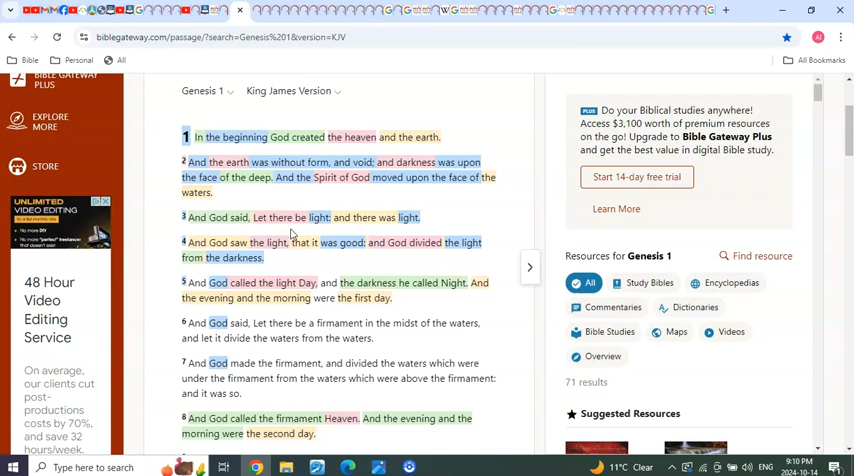 biblegateway.com/passage/?search=Genesis%201&version=KJV
Bible
Personal
All
All Bookmarks
BIBLE GATEWAY
PLUS
EXPLORE
MORE
STORE
UNLIMITED
VIDEO EDITING
48 Hour
Video
Editing
Service
On average,
our clients cut
post-
productions
costs by 70%,
and save 32
hours/week.
Genesis 1
King James Version
1 In the beginning God created the heaven and the earth.
2 And the earth was without form, and void; and darkness was upon
the face of the deep. And the Spirit of God moved upon the face of the
waters.
3 And God said, Let there be light: and there was light.
4 And God saw the light, that it was good: and God divided the light
from the darkness.
5 And God called the light Day, and the darkness he called Night. And
the evening and the morning were the first day.
6 And God said, Let there be a firmament in the midst of the waters,
and let it divide the waters from the waters.
7 And God made the firmament, and divided the waters which were
under the firmament from the waters which were above the firmament:
and it was so.
8 And God called the firmament Heaven. And the evening and the
morning were the second day.
PLUS Do your Biblical studies anywhere!
Access $3,100 worth of premium resources
on the go! Upgrade to Bible Gateway Plus
and get the best value in digital Bible study.
Start 14-day free trial
Learn More
Resources for Genesis 1
Find resource
All
Study Bibles
Encyclopedias
Commentaries
Dictionaries
Bible Studies
Maps
Videos
Overview
71 results
Suggested Resources
Type here to search
11°C Clear
ENG
9:10 PM
2024-10-14